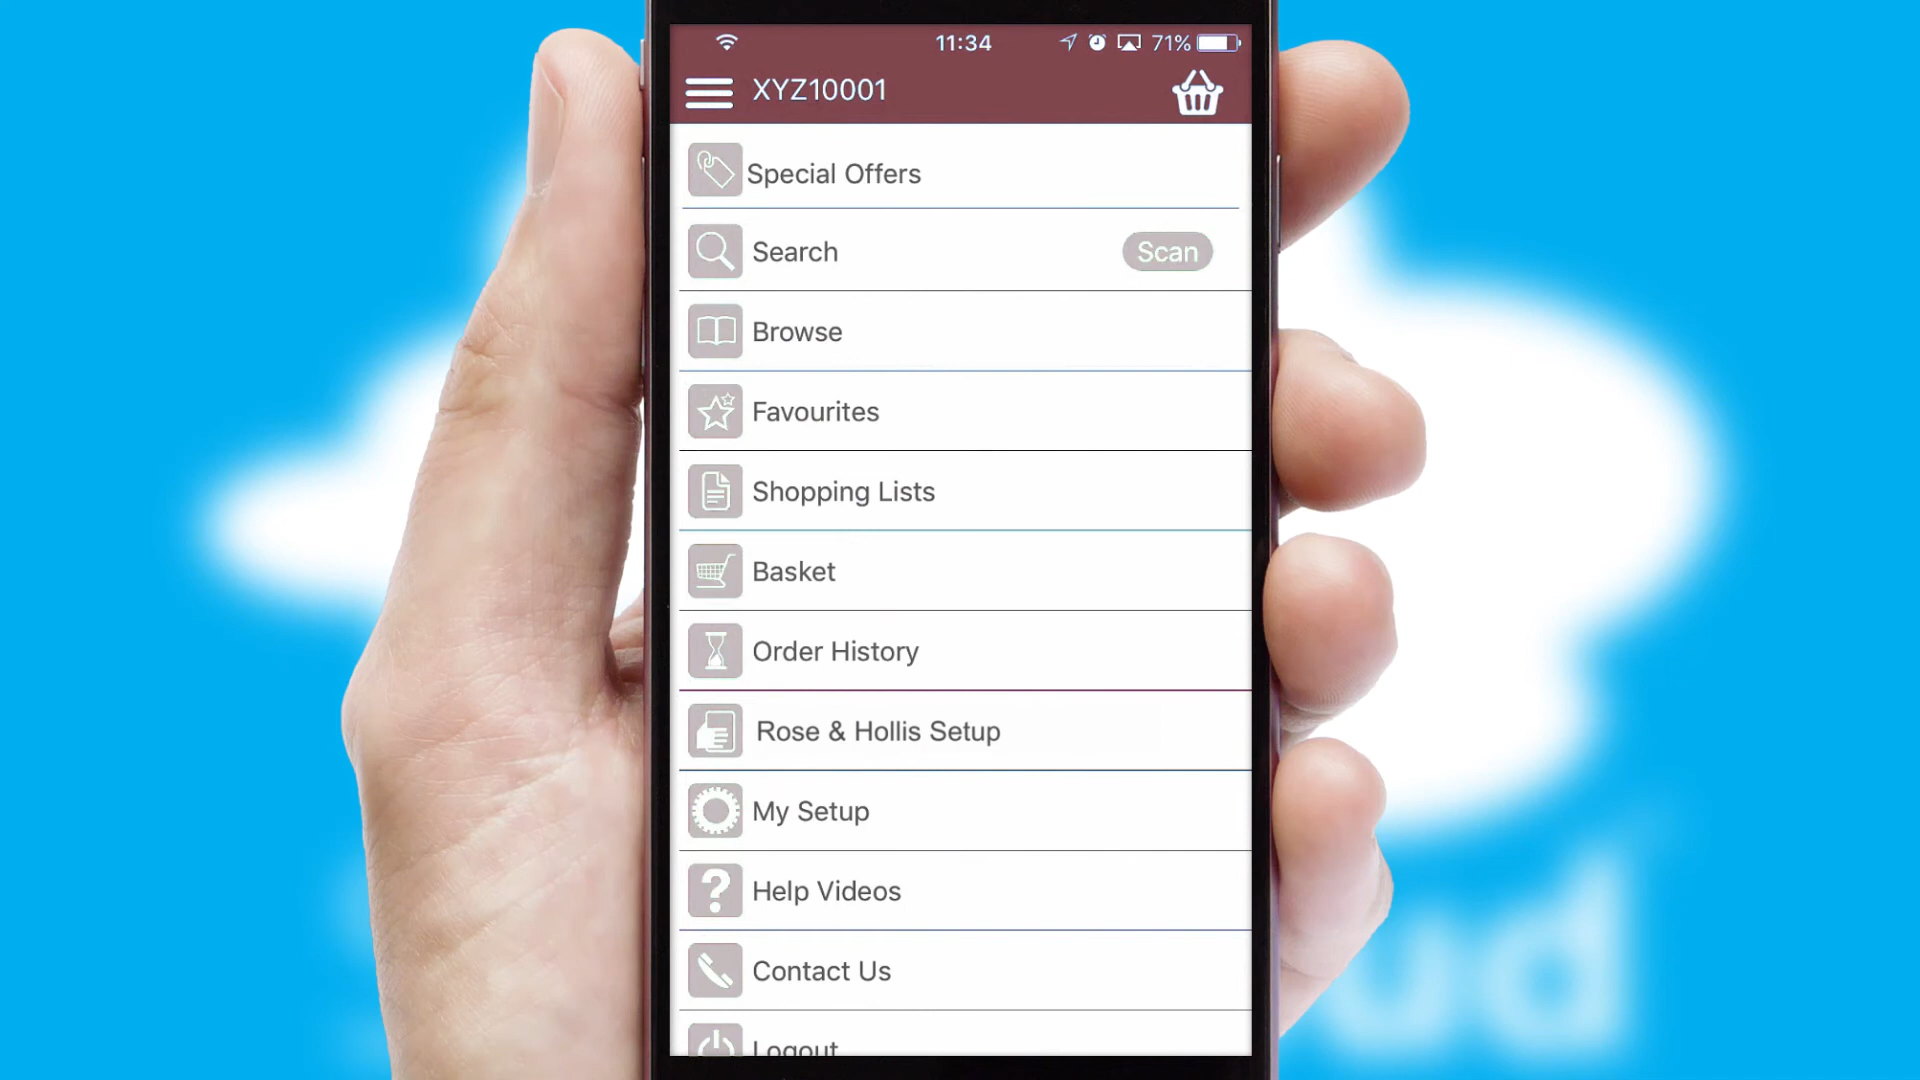 11:34
71%
XYZ10001
Special Offers
Search
Scan
Browse
Favourites
Shopping Lists
Basket
Order History
Rose & Hollis Setup
My Setup
Help Videos
Contact Us
Logout
ud